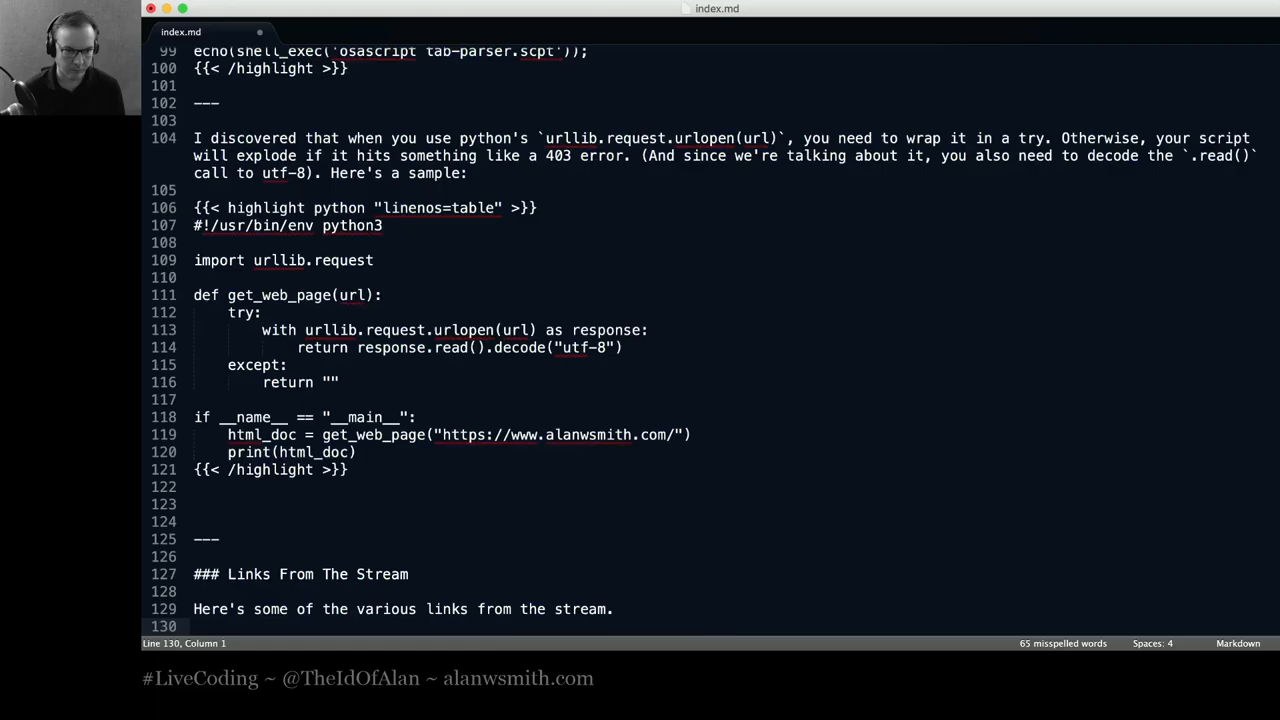 index.md
index.md
99 echo(shell_exec('osascript tab-parser.scpt'));
100 {{< /highlight >}}
101
102 ---
103
104 I discovered that when you use python's `urllib.request.urlopen(url)`, you need to wrap it in a try. Otherwise, your script
will explode if it hits something like a 403 error. (And since we're talking about it, you also need to decode the `.read()`
call to utf-8). Here's a sample:
105
106 {{< highlight python "linenos=table" >}}
107 #!/usr/bin/env python3
108
109 import urllib.request
110
111 def get_web_page(url):
112 try:
113 with urllib.request.urlopen(url) as response:
114 return response.read().decode("utf-8")
115 except:
116 return ""
117
118 if __name__ == "__main__":
119 html_doc = get_web_page("https://www.alanwsmith.com/")
120 print(html_doc)
121 {{< /highlight >}}
122
123
124
125 ---
126
127 ### Links From The Stream
128
129 Here's some of the various links from the stream.
130
Line 130, Column 1 65 misspelled words Spaces: 4 Markdown
#LiveCoding ~ @TheIdOfAlan ~ alanwsmith.com